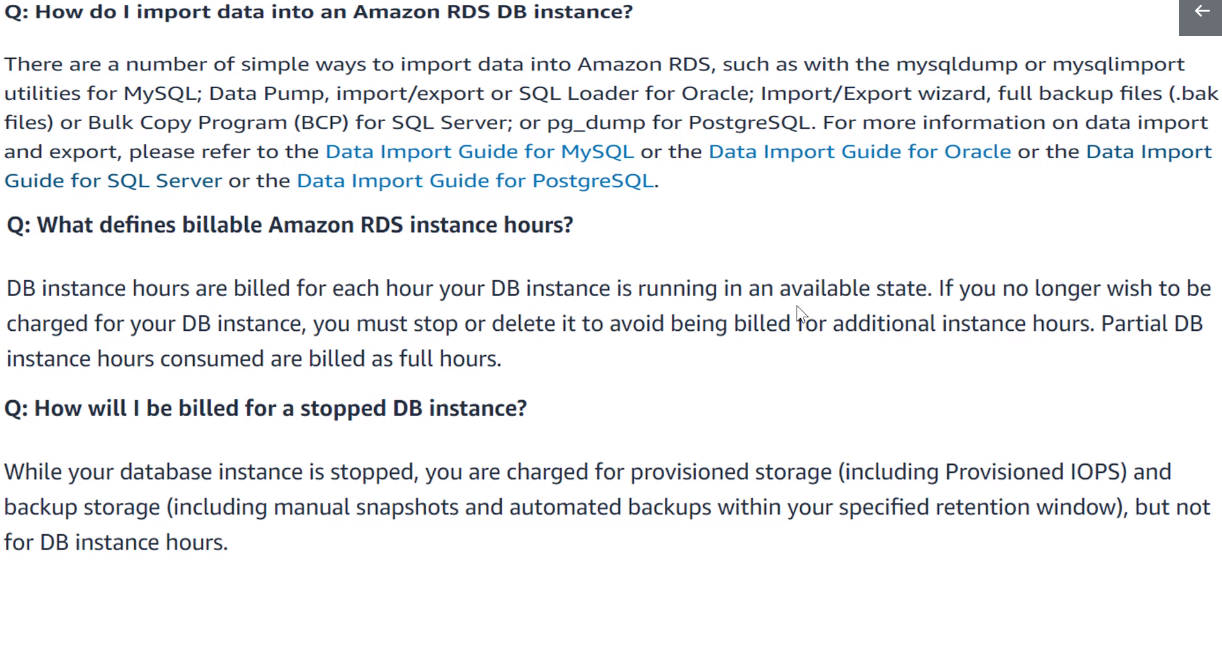 Q: How do I import data into an Amazon RDS DB instance?
There are a number of simple ways to import data into Amazon RDS, such as with the mysqldump or mysqlimport
utilities for MySQL; Data Pump, import/export or SQL Loader for Oracle; Import/Export wizard, full backup files (.bak
files) or Bulk Copy Program (BCP) for SQL Server; or pg_dump for PostgreSQL. For more information on data import
and export, please refer to the Data Import Guide for MySQL or the Data Import Guide for Oracle or the Data Import
Guide for SQL Server or the Data Import Guide for PostgreSQL.
Q: What defines billable Amazon RDS instance hours?
DB instance hours are billed for each hour your DB instance is running in an available state. If you no longer wish to be
charged for your DB instance, you must stop or delete it to avoid being billed for additional instance hours. Partial DB
instance hours consumed are billed as full hours.
Q: How will I be billed for a stopped DB instance?
While your database instance is stopped, you are charged for provisioned storage (including Provisioned IOPS) and
backup storage (including manual snapshots and automated backups within your specified retention window), but not
for DB instance hours.